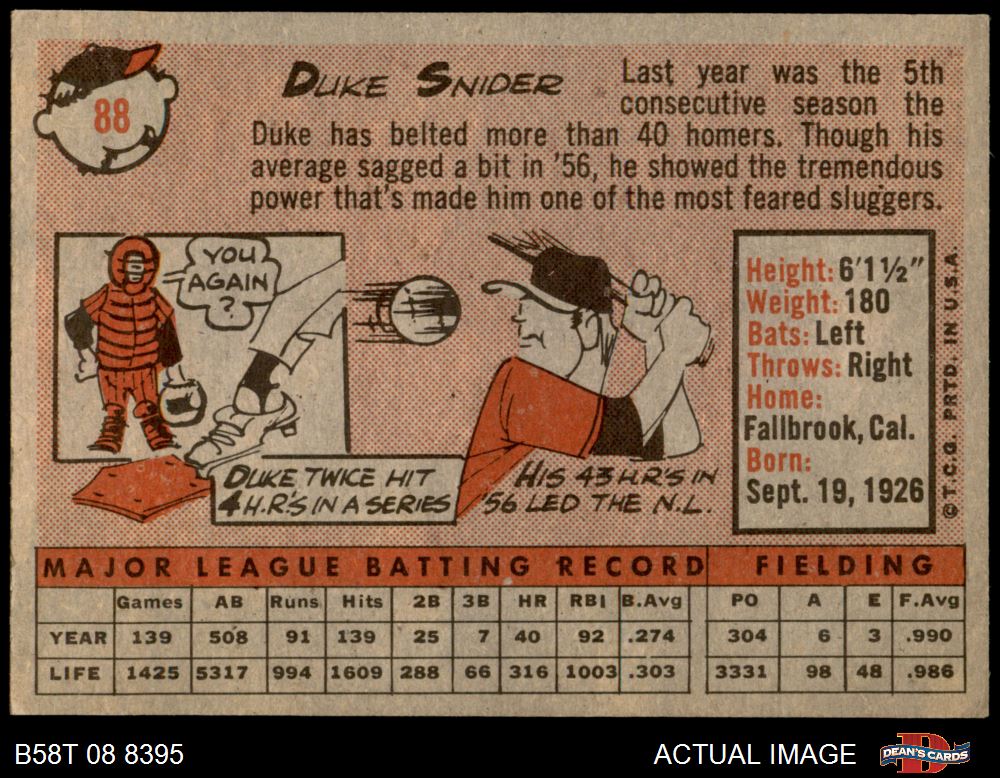 88
DUKE SNIDER
Last year was the 5th
consecutive season the
Duke has belted more than 40 homers. Though his
average sagged a bit in '56, he showed the tremendous
power that's made him one of the most feared sluggers.
YOU
AGAIN
?
DUKE TWICE HIT
4 H.R.'S IN A SERIES
HIS 43 H.R.'S IN
'56 LED THE N.L.
Height: 6'1½"
Weight: 180
Bats: Left
Throws: Right
Home:
Fallbrook, Cal.
Born:
Sept. 19, 1926
© T.C.G. PRTD. IN U.S.A.
MAJOR LEAGUE BATTING RECORD FIELDING
Games AB Runs Hits 2B 3B HR RBI B.Avg PO A E F.Avg
YEAR 139 508 91 139 25 7 40 92 .274 304 6 3 .990
LIFE 1425 5317 994 1609 288 66 316 1003 .303 3331 98 48 .986
B58T 08 8395
ACTUAL IMAGE
D
DEAN'S CARDS